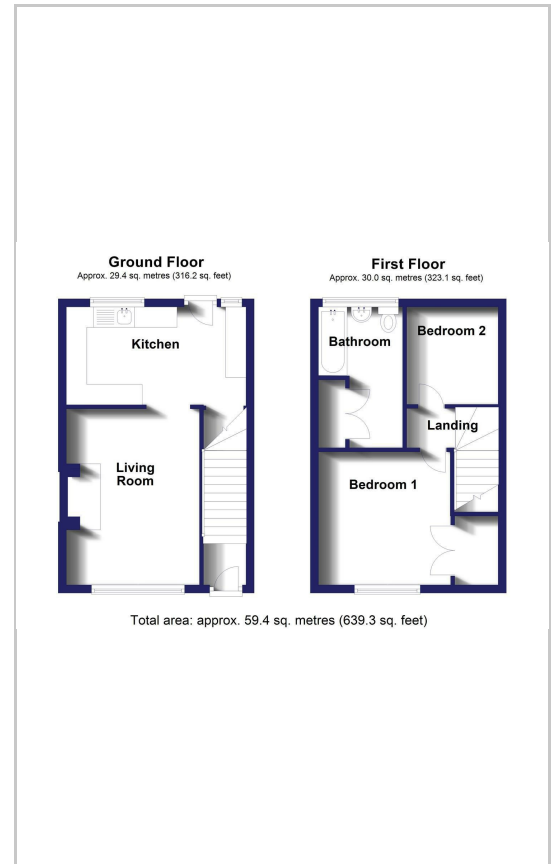 Ground Floor
Approx. 29.4 sq. metres (316.2 sq. feet)
Kitchen
Living
Room
First Floor
Approx. 30.0 sq. metres (323.1 sq. feet)
Bathroom
Bedroom 2
Landing
Bedroom 1
Total area: approx. 59.4 sq. metres (639.3 sq. feet)